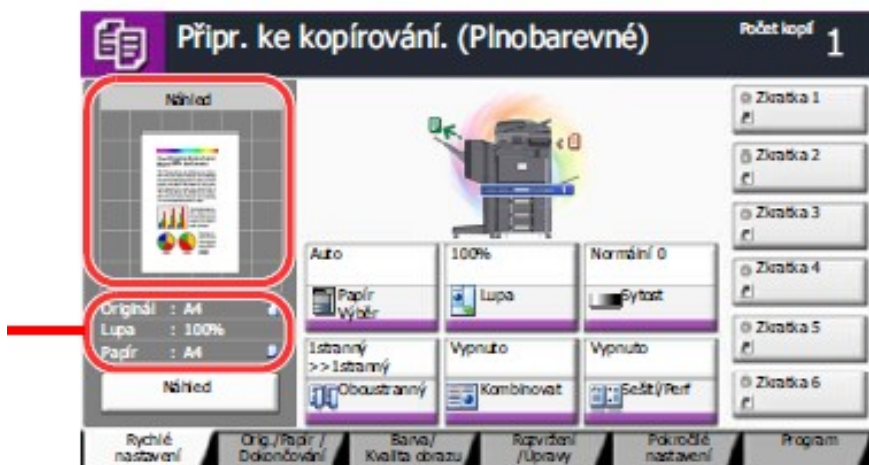 Připr. ke kopírování. (Plnobarevné)
Počet kopií 1
Náhled
Originál : A4
Lupa : 100%
Papír : A4
Náhled
Auto
Papír
Výběr
100%
Lupa
Normální 0
Sytost
1stranný
>>1stranný
Oboustranný
Vypnuto
Kombinovat
Vypnuto
Sešití/Perf
Zkratka 1
Zkratka 2
Zkratka 3
Zkratka 4
Zkratka 5
Zkratka 6
Rychlé
nastavení
Orig./Papír /
Dokončování
Barva/
Kvalita obrazu
Rozvržení
/Úpravy
Pokročilé
nastavení
Program